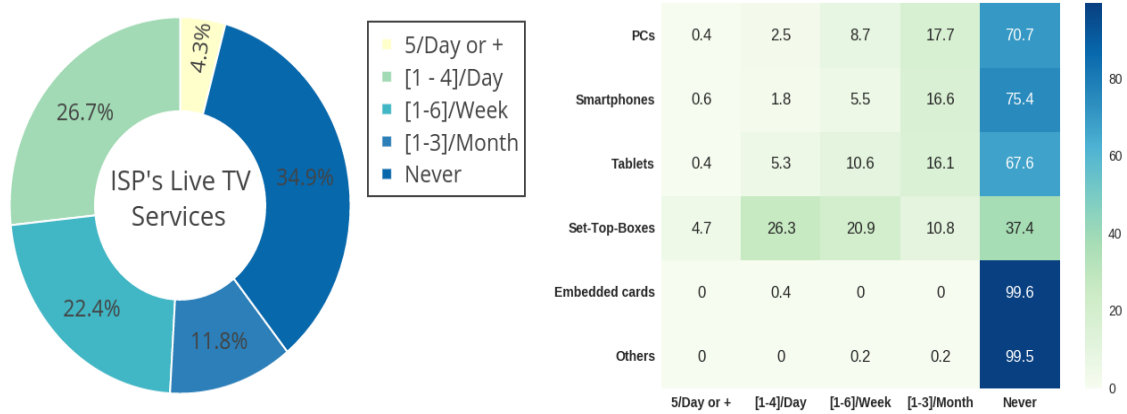 4.3%
26.7%
34.9%
22.4%
11.8%
ISP's Live TV
Services
5/Day or +
[1 - 4]/Day
[1-6]/Week
[1-3]/Month
Never
PCs 0.4 2.5 8.7 17.7 70.7
Smartphones 0.6 1.8 5.5 16.6 75.4
Tablets 0.4 5.3 10.6 16.1 67.6
Set-Top-Boxes 4.7 26.3 20.9 10.8 37.4
Embedded cards 0 0.4 0 0 99.6
Others 0 0 0.2 0.2 99.5
5/Day or + [1-4]/Day [1-6]/Week [1-3]/Month Never
80
60
40
20
0